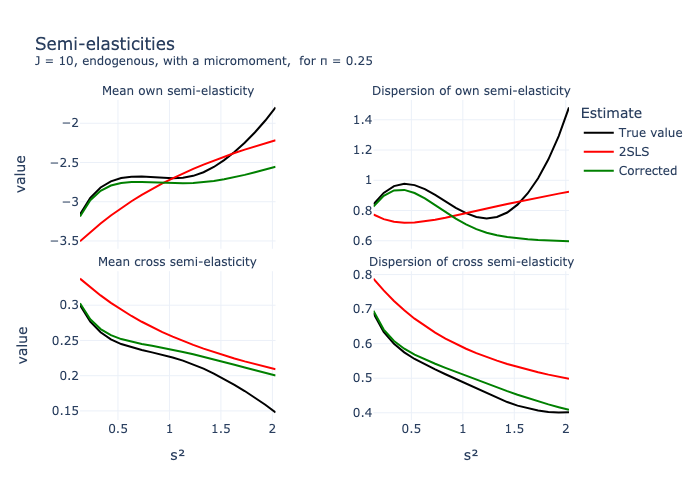 Semi-elasticities
J = 10, endogenous, with a micromoment, for π = 0.25
Mean own semi-elasticity
Dispersion of own semi-elasticity
Estimate
True value
2SLS
Corrected
value
−2
−2.5
−3
−3.5
1.4
1.2
1
0.8
0.6
Mean cross semi-elasticity
Dispersion of cross semi-elasticity
value
0.3
0.25
0.2
0.15
0.8
0.7
0.6
0.5
0.4
0.5 1 1.5 2
0.5 1 1.5 2
s²
s²